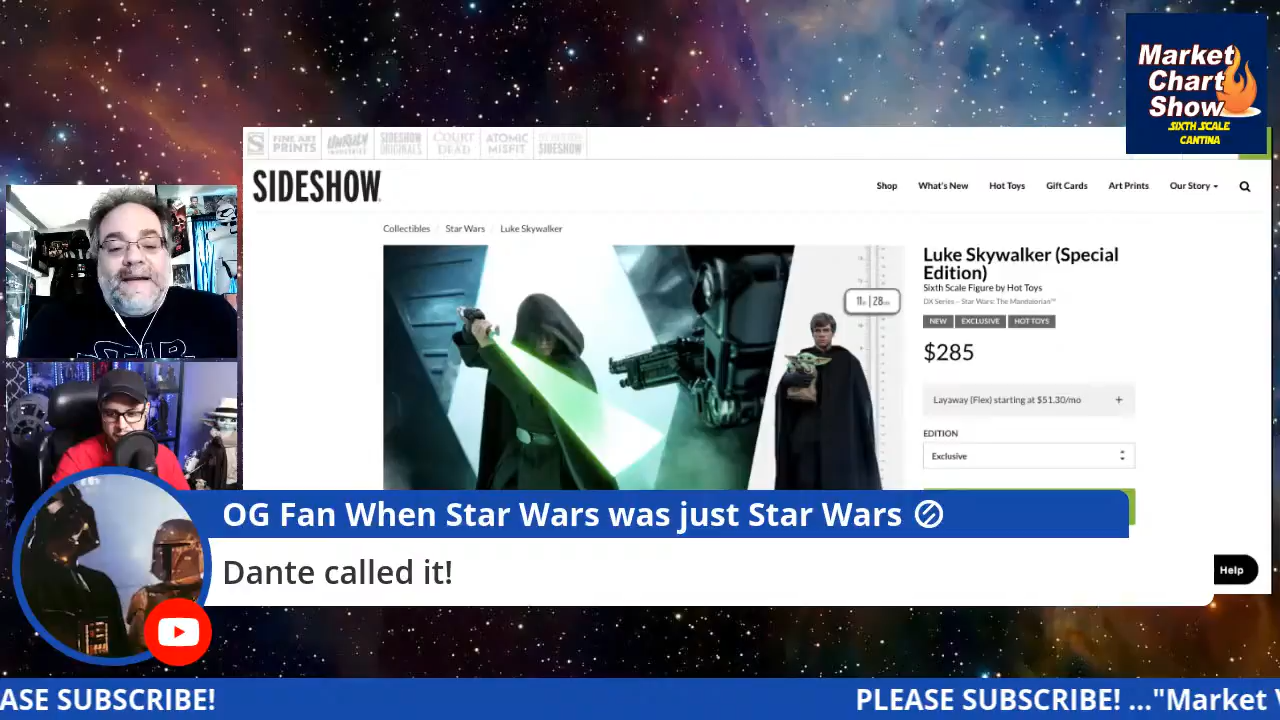 Market
Chart
Show
SIXTH SCALE
CANTINA
S
FINE ART
PRINTS
UNRULY
INDUSTRIES
SIDESHOW
ORIGINALS
COURT
DEAD
ATOMIC
MISFIT
SIDESHOW
SIDESHOW
Shop
What's New
Hot Toys
Gift Cards
Art Prints
Our Story
Collectibles / Star Wars / Luke Skywalker
11in | 28cm
Luke Skywalker (Special
Edition)
Sixth Scale Figure by Hot Toys
DX Series - Star Wars: The Mandalorian™
NEW
EXCLUSIVE
HOT TOYS
$285
Layaway (Flex) starting at $51.30/mo +
EDITION
Exclusive
Help
STAR
OG Fan When Star Wars was just Star Wars
Dante called it!
ASE SUBSCRIBE!
PLEASE SUBSCRIBE! ..."Market